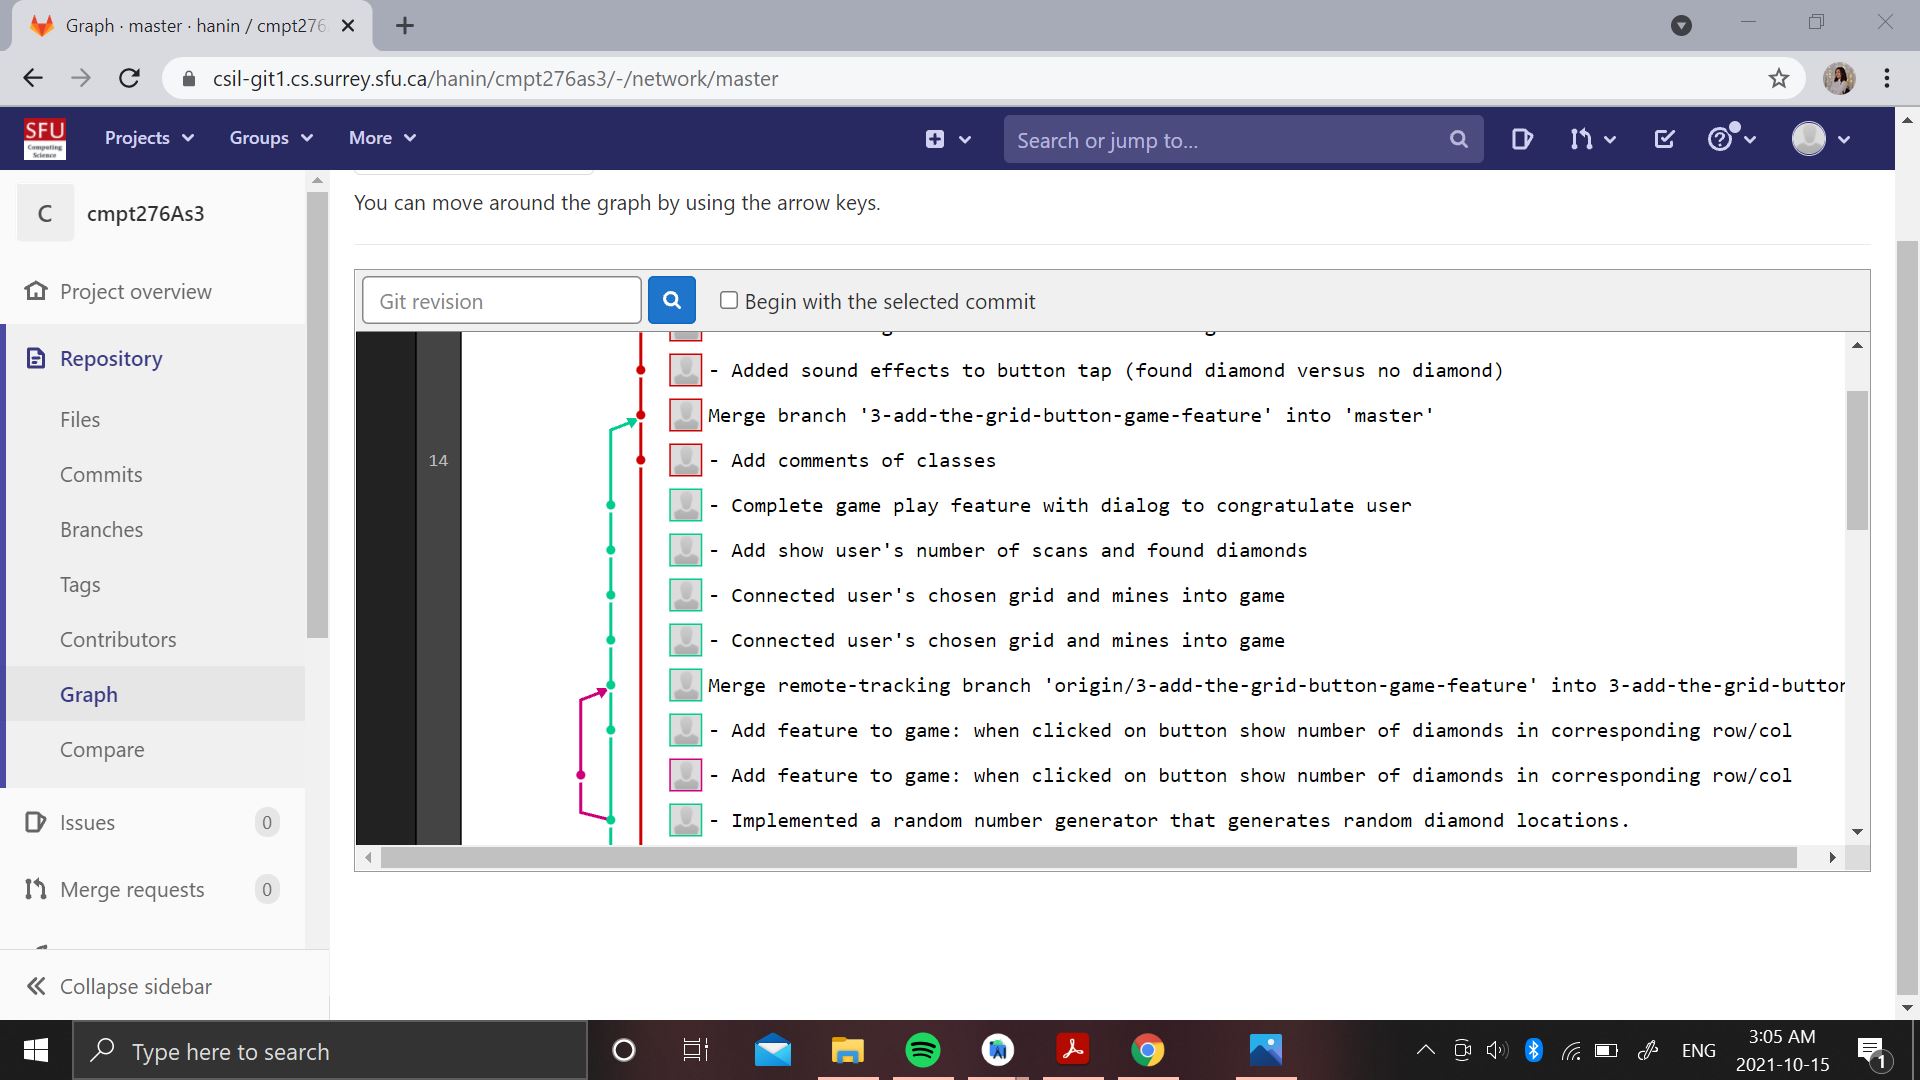 Graph · master · hanin / cmpt276
csil-git1.cs.surrey.sfu.ca/hanin/cmpt276as3/-/network/master
SFU
Computing
Science
Projects
Groups
More
Search or jump to...
C
cmpt276As3
Project overview
Repository
Files
Commits
Branches
Tags
Contributors
Graph
Compare
Issues
0
Merge requests
0
Collapse sidebar
You can move around the graph by using the arrow keys.
Git revision
Begin with the selected commit
- Added sound effects to button tap (found diamond versus no diamond)
Merge branch '3-add-the-grid-button-game-feature' into 'master'
14
- Add comments of classes
- Complete game play feature with dialog to congratulate user
- Add show user's number of scans and found diamonds
- Connected user's chosen grid and mines into game
- Connected user's chosen grid and mines into game
Merge remote-tracking branch 'origin/3-add-the-grid-button-game-feature' into 3-add-the-grid-button
- Add feature to game: when clicked on button show number of diamonds in corresponding row/col
- Add feature to game: when clicked on button show number of diamonds in corresponding row/col
- Implemented a random number generator that generates random diamond locations.
Type here to search
ENG
3:05 AM
2021-10-15
1